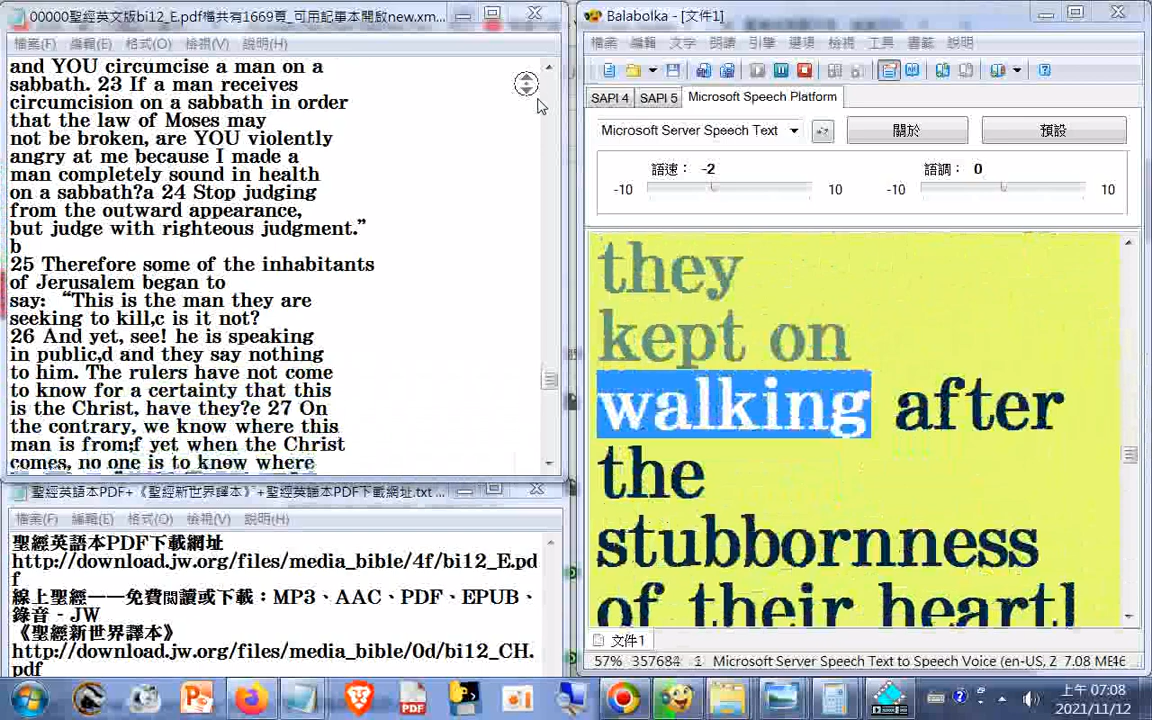 00000聖經英文版bi12_E.pdf檔共有1669頁_可用記事本開啟new.xm...
檔案(F) 編輯(E) 格式(O) 檢視(V) 說明(H)
and YOU circumcise a man on a
sabbath. 23 If a man receives
circumcision on a sabbath in order
that the law of Moses may
not be broken, are YOU violently
angry at me because I made a
man completely sound in health
on a sabbath?a 24 Stop judging
from the outward appearance,
but judge with righteous judgment.”
b
25 Therefore some of the inhabitants
of Jerusalem began to
say: “This is the man they are
seeking to kill,c is it not?
26 And yet, see! he is speaking
in public,d and they say nothing
to him. The rulers have not come
to know for a certainty that this
is the Christ, have they?e 27 On
the contrary, we know where this
man is from;f yet when the Christ
comes, no one is to know where
聖經英語本PDF+《聖經新世界譯本》+聖經英語本PDF下載網址.txt ...
檔案(F) 編輯(E) 格式(O) 檢視(V) 說明(H)
聖經英語本PDF下載網址
http://download.jw.org/files/media_bible/4f/bi12_E.pd
f
線上聖經——免費閱讀或下載：MP3、AAC、PDF、EPUB、
錄音 - JW
《聖經新世界譯本》
http://download.jw.org/files/media_bible/0d/bi12_CH.
pdf
Balabolka - [文件1]
檔案 編輯 文字 朗讀 引擎 選項 檢視 工具 書籤 說明
SAPI 4 SAPI 5 Microsoft Speech Platform
Microsoft Server Speech Text 關於 預設
語速： -2 語調： 0
-10 10 -10 10
they
kept on
walking after
the
stubbornness
of their heartl
文件1
57% 357684 1 Microsoft Server Speech Text to Speech Voice (en-US, Z 7.08 ME46
上午 07:08
2021/11/12